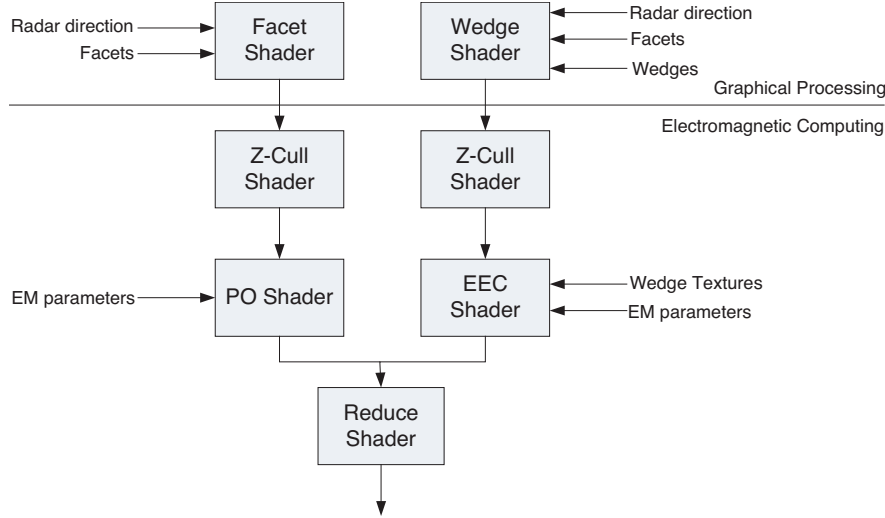 Radar direction
Facets
Facet
Shader
Wedge
Shader
Radar direction
Facets
Wedges
Graphical Processing
Electromagnetic Computing
Z-Cull
Shader
Z-Cull
Shader
EM parameters
PO Shader
EEC
Shader
Wedge Textures
EM parameters
Reduce
Shader